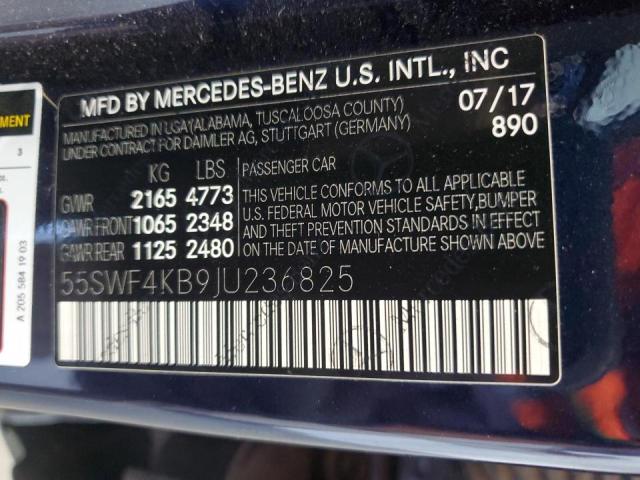 MFD BY MERCEDES-BENZ U.S. INTL., INC
MANUFACTURED IN UGA'(ALABAMA, TUSCALOOSA COUNTY) 07/17
UNDER CONTRACT FOR DAIMLER AG, STUTTGART (GERMANY) 890
KG LBS PASSENGER CAR
GVWR 2165 4773 THIS VEHICLE CONFORMS TO ALL APPLICABLE
GAWR FRONT 1065 2348 U.S. FEDERAL MOTOR VEHICLE SAFETY,BUMPER
GAWR REAR 1125 2480 AND THEFT PREVENTION STANDARDS IN EFFECT
ON DATE OF MANUFACTURE SHOWN ABOVE.
55SWF4KB9JU236825
3
A 205 584 19 03